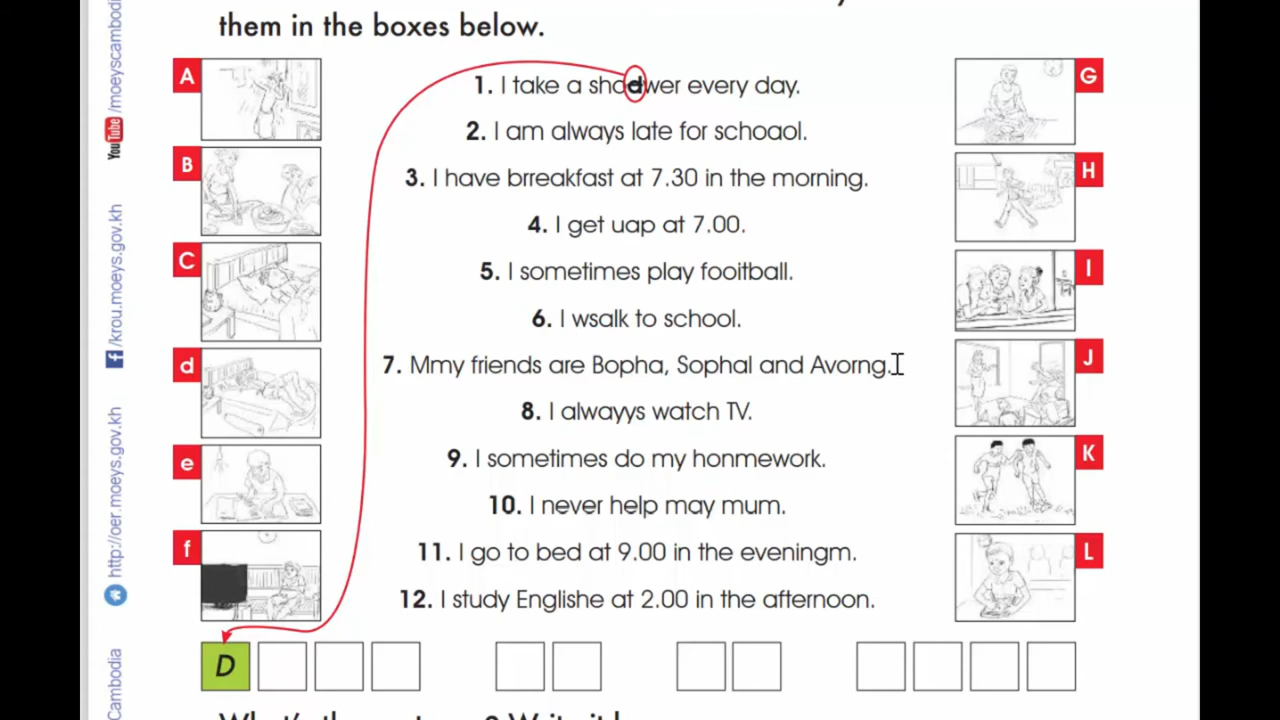 them in the boxes below.
1. I take a shodwer every day.
2. I am always late for schoaol.
3. I have brreakfast at 7.30 in the morning.
4. I get uap at 7.00.
5. I sometimes play fooitball.
6. I wsalk to school.
7. Mmy friends are Bopha, Sophal and Avorng.
8. I alwayys watch TV.
9. I sometimes do my honmework.
10. I never help may mum.
11. I go to bed at 9.00 in the eveningm.
12. I study Englishe at 2.00 in the afternoon.
A
B
C
d
e
f
G
H
I
J
K
L
D
YouTube /moeyscambod
f /krou.moeys.gov.kh
http://oer.moeys.gov.kh
Cambodia